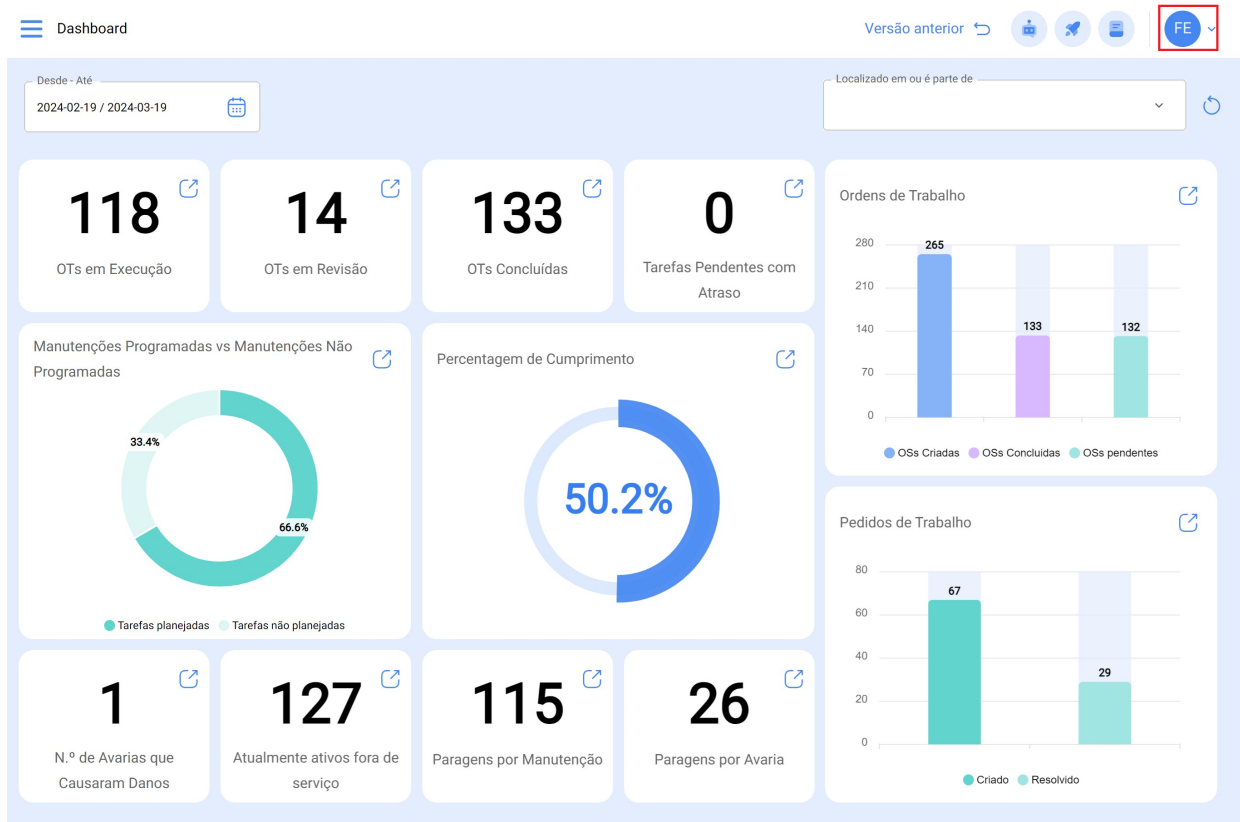 Dashboard
Versão anterior
FE
Desde - Até
2024-02-19 / 2024-03-19
Localizado em ou é parte de
118
OTs em Execução
14
OTs em Revisão
133
OTs Concluídas
0
Tarefas Pendentes com
Atraso
Ordens de Trabalho
280
210
140
70
0
265
133
132
OSs Criadas
OSs Concluidas
OSs pendentes
Manutenções Programadas vs Manutenções Não
Programadas
33.4%
66.6%
Tarefas planejadas
Tarefas não planejadas
Percentagem de Cumprimento
50.2%
Pedidos de Trabalho
80
60
40
20
0
67
29
Criado
Resolvido
1
N.º de Avarias que
Causaram Danos
127
Atualmente ativos fora de
serviço
115
Paragens por Manutenção
26
Paragens por Avaria